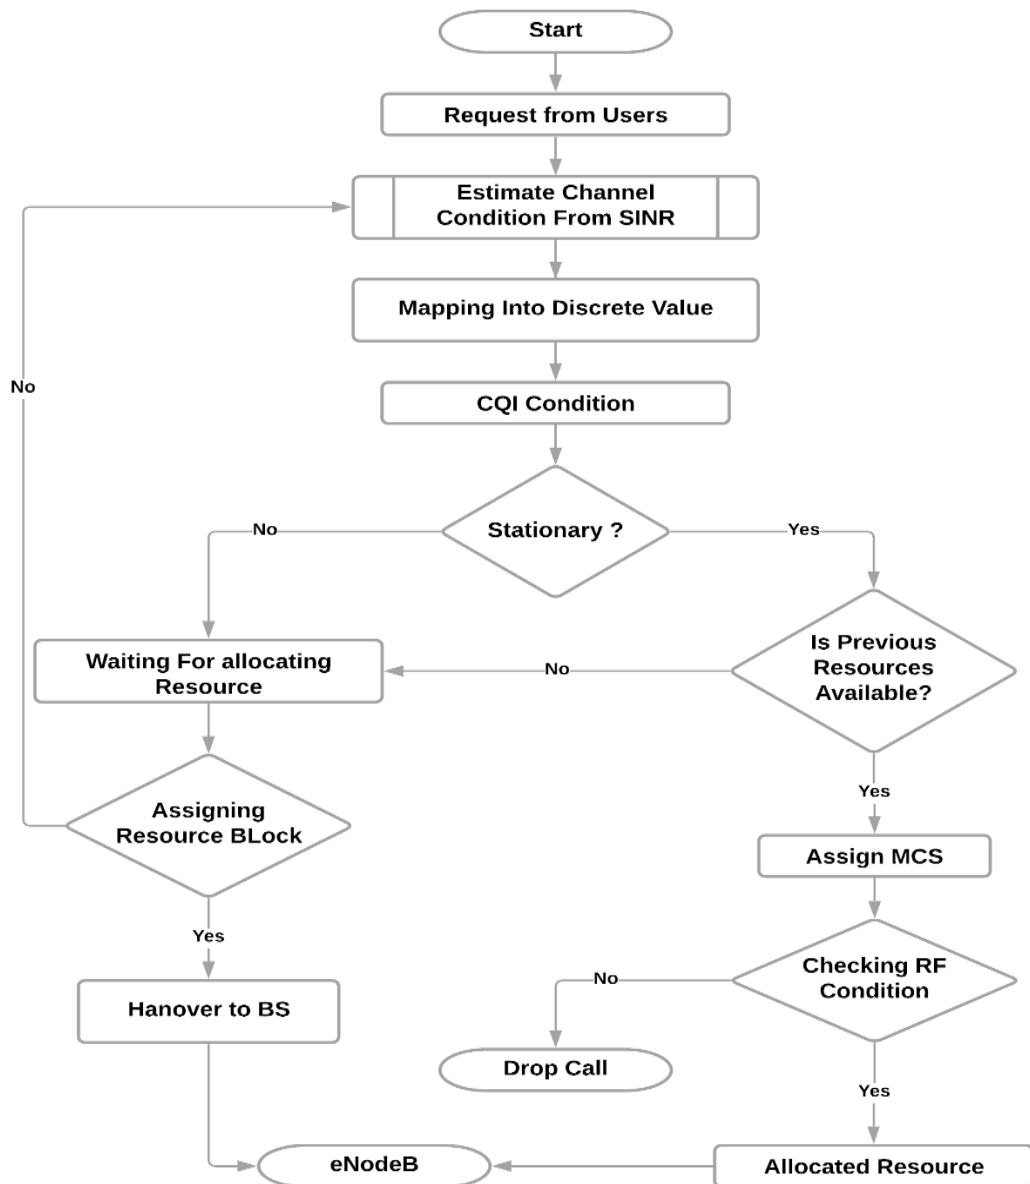 Start
Request from Users
Estimate Channel
Condition From SINR
Mapping Into Discrete Value
No
CQI Condition
Stationary ?
No
Yes
Is Previous
Resources
Available?
Waiting For allocating
Resource
No
Yes
Assigning
Resource BLock
Assign MCS
Yes
Checking RF
Condition
No
Hanover to BS
Drop Call
Yes
eNodeB
Allocated Resource